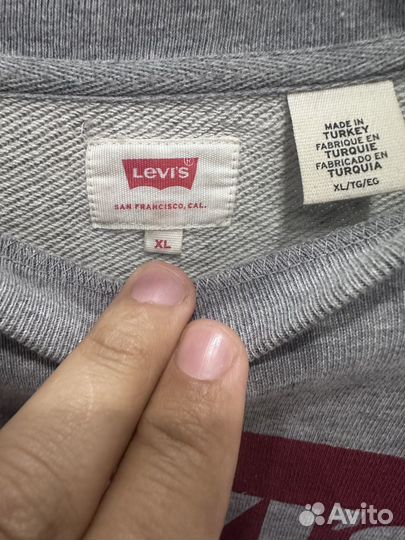 LEVI'S
®
SAN FRANCISCO, CAL.
XL
MADE IN
TURKEY
FABRIQUE EN
TURQUIE
FABRICADO EN
TURQUIA
XL/TG/EG
Avito